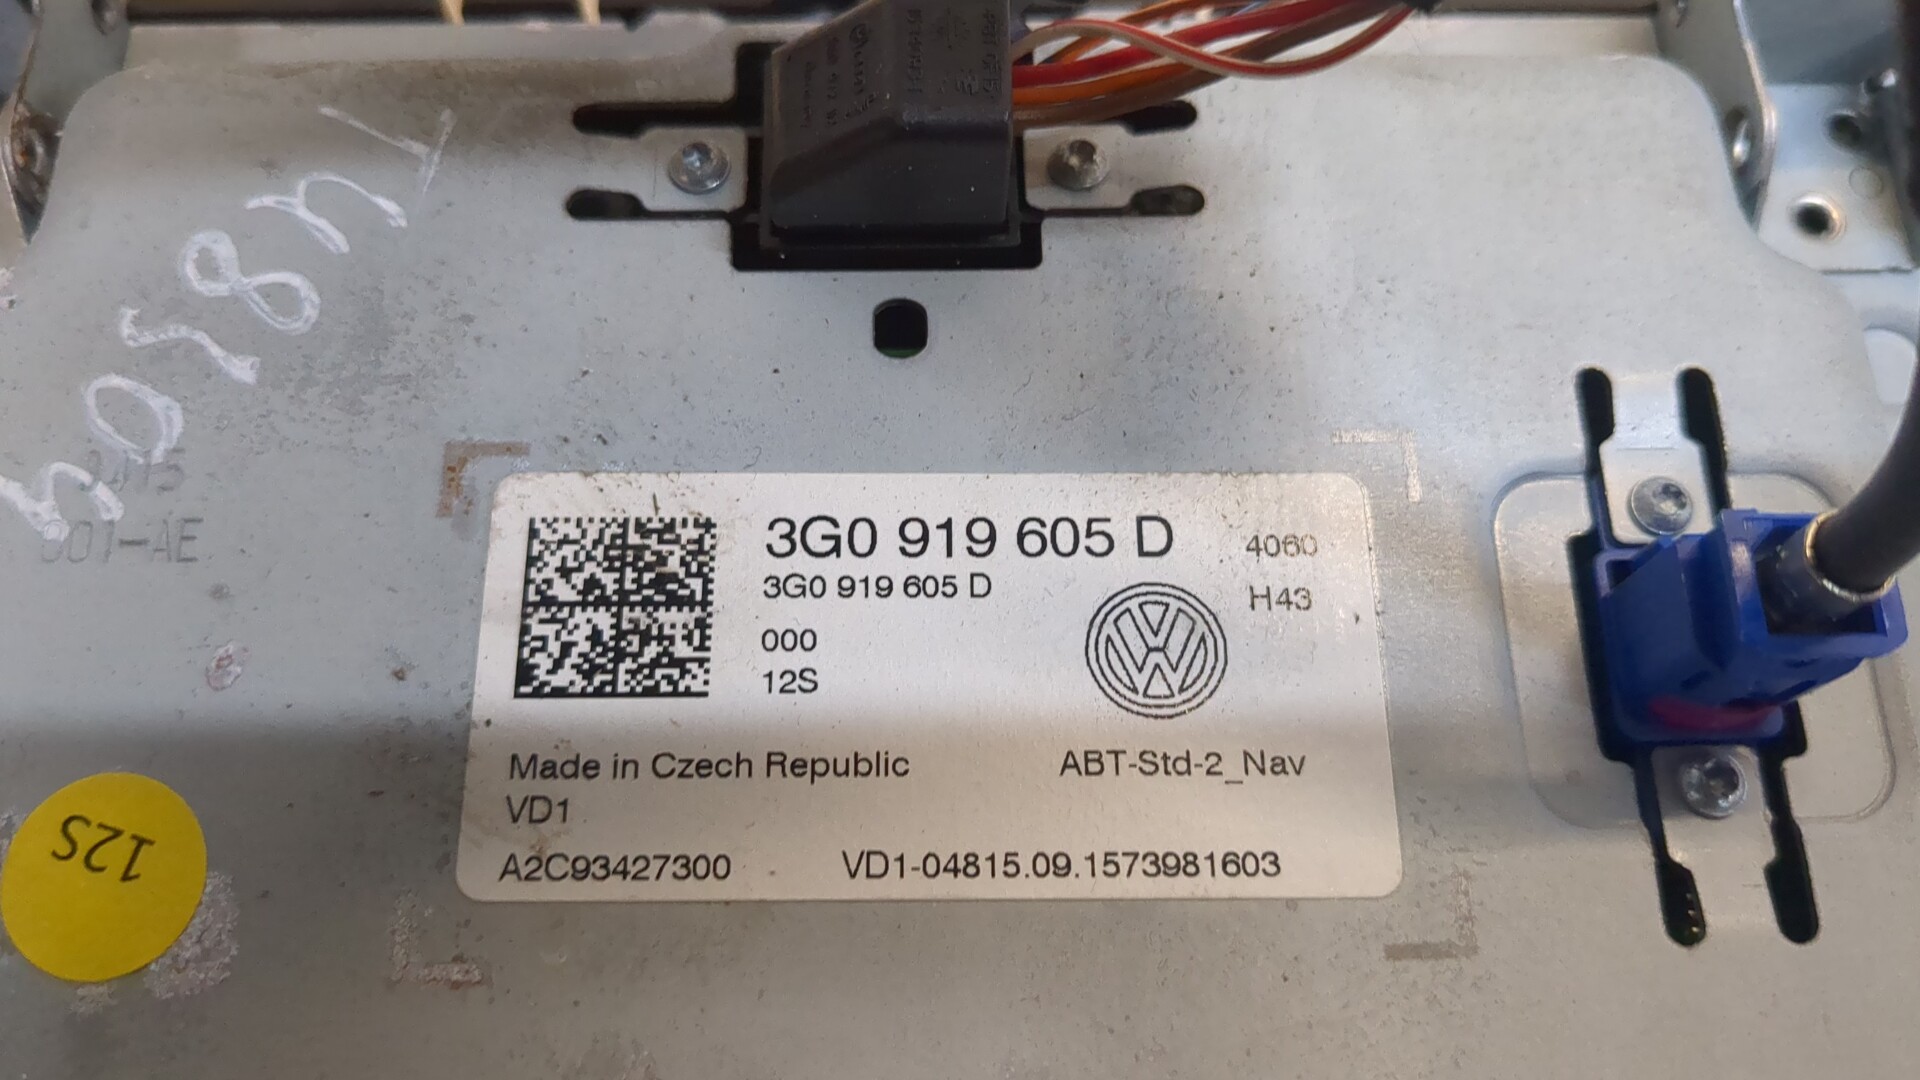 3G0 919 605 D
4060
3G0 919 605 D
H43
000
12S
Made in Czech Republic
ABT-Std-2_Nav
VD1
A2C93427300
VD1-04815.09.1573981603
12S
001-AE